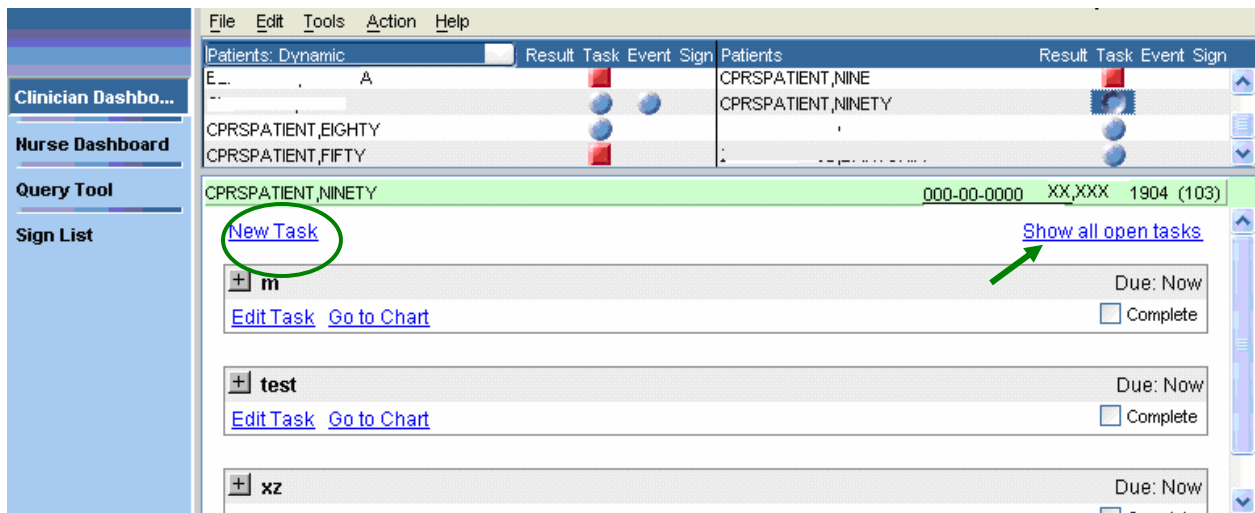 File Edit Tools Action Help
Patients: Dynamic Result Task Event Sign Patients Result Task Event Sign
A CPRSPATIENT,NINE
CPRSPATIENT,NINETY
CPRSPATIENT,EIGHTY
CPRSPATIENT,FIFTY
Clinician Dashbo...
Nurse Dashboard
Query Tool
Sign List
CPRSPATIENT,NINETY 000-00-0000 XX,XXX 1904 (103)
New Task Show all open tasks
+ m Due: Now
Edit Task Go to Chart Complete
+ test Due: Now
Edit Task Go to Chart Complete
+ xz Due: Now